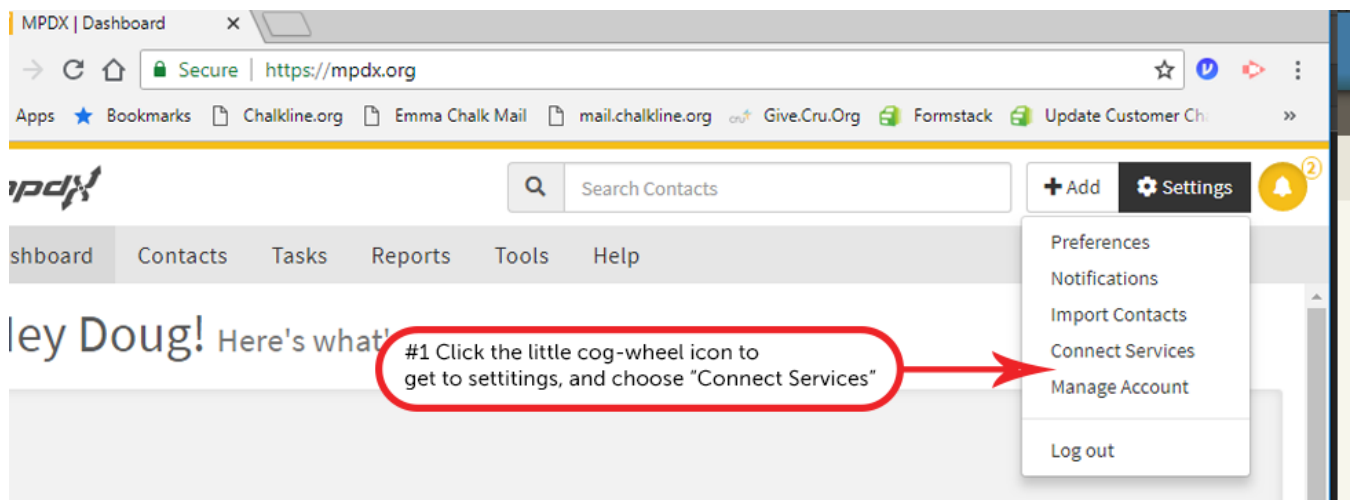 MPDX | Dashboard
Secure | https://mpdx.org
Apps Bookmarks Chalkline.org Emma Chalk Mail mail.chalkline.org Give.Cru.Org Formstack Update Customer Ch
mpdx
Search Contacts
Add Settings 2
shboard Contacts Tasks Reports Tools Help
ey Doug! Here's what'
#1 Click the little cog-wheel icon to
get to settitings, and choose “Connect Services”
Preferences
Notifications
Import Contacts
Connect Services
Manage Account
Log out